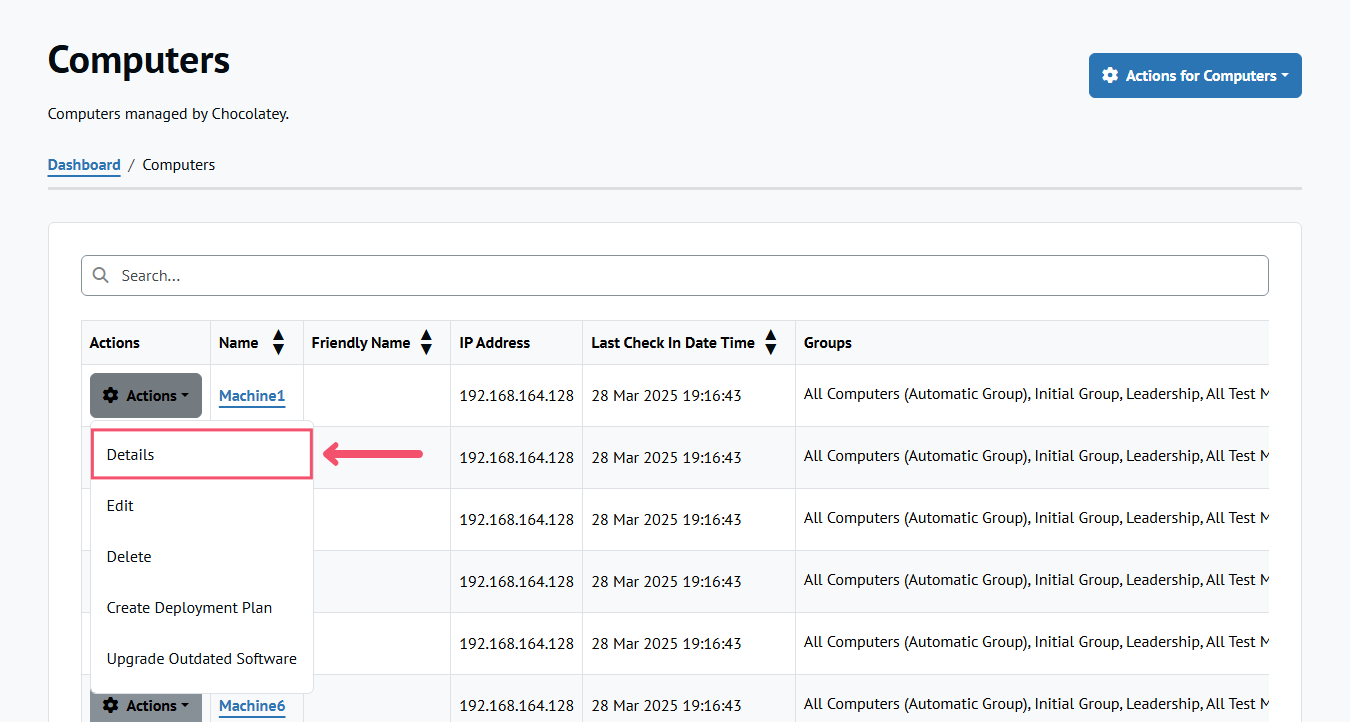 Computers
Actions for Computers
Computers managed by Chocolatey.
Dashboard / Computers
Search...
Actions Name Friendly Name IP Address Last Check In Date Time Groups
Actions Machine1 192.168.164.128 28 Mar 2025 19:16:43 All Computers (Automatic Group), Initial Group, Leadership, All Test
Details
192.168.164.128 28 Mar 2025 19:16:43 All Computers (Automatic Group), Initial Group, Leadership, All Test
Edit
192.168.164.128 28 Mar 2025 19:16:43 All Computers (Automatic Group), Initial Group, Leadership, All Test
Delete
192.168.164.128 28 Mar 2025 19:16:43 All Computers (Automatic Group), Initial Group, Leadership, All Test
Create Deployment Plan
192.168.164.128 28 Mar 2025 19:16:43 All Computers (Automatic Group), Initial Group, Leadership, All Test
Upgrade Outdated Software
Actions Machine6 192.168.164.128 28 Mar 2025 19:16:43 All Computers (Automatic Group), Initial Group, Leadership, All Test